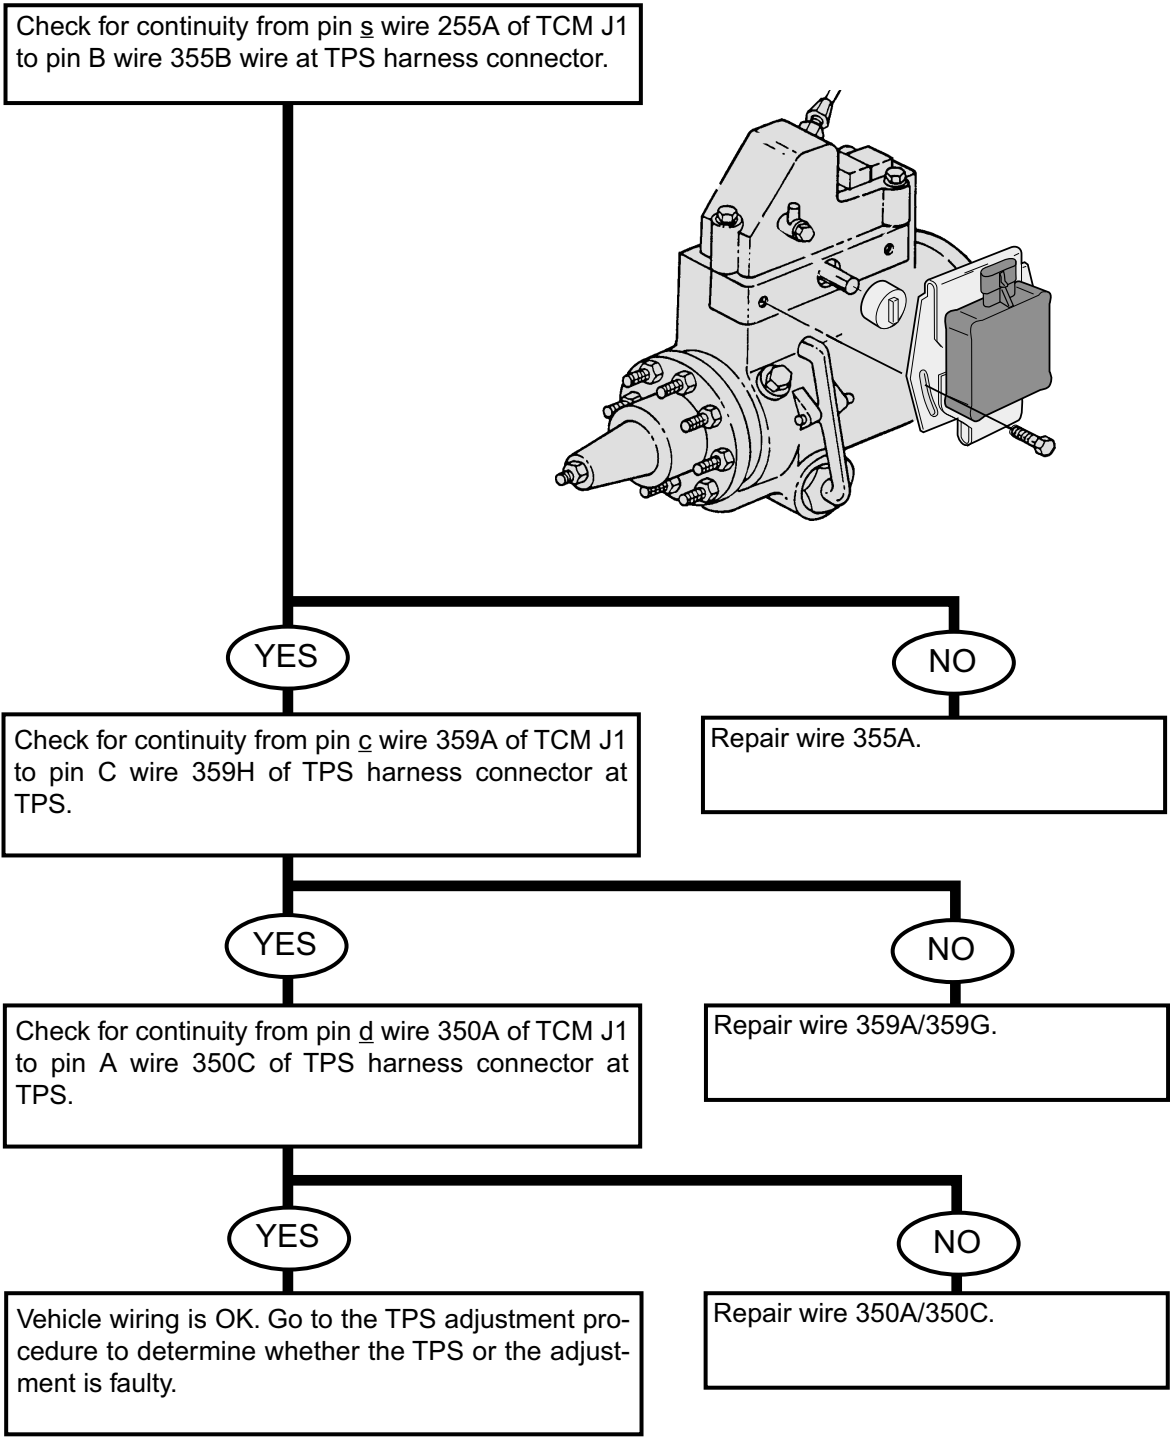 Check for continuity from pin s wire 255A of TCM J1
to pin B wire 355B wire at TPS harness connector.
YES
NO
Check for continuity from pin c wire 359A of TCM J1
to pin C wire 359H of TPS harness connector at
TPS.
Repair wire 355A.
YES
NO
Check for continuity from pin d wire 350A of TCM J1
to pin A wire 350C of TPS harness connector at
TPS.
Repair wire 359A/359G.
YES
NO
Vehicle wiring is OK. Go to the TPS adjustment pro-
cedure to determine whether the TPS or the adjust-
ment is faulty.
Repair wire 350A/350C.